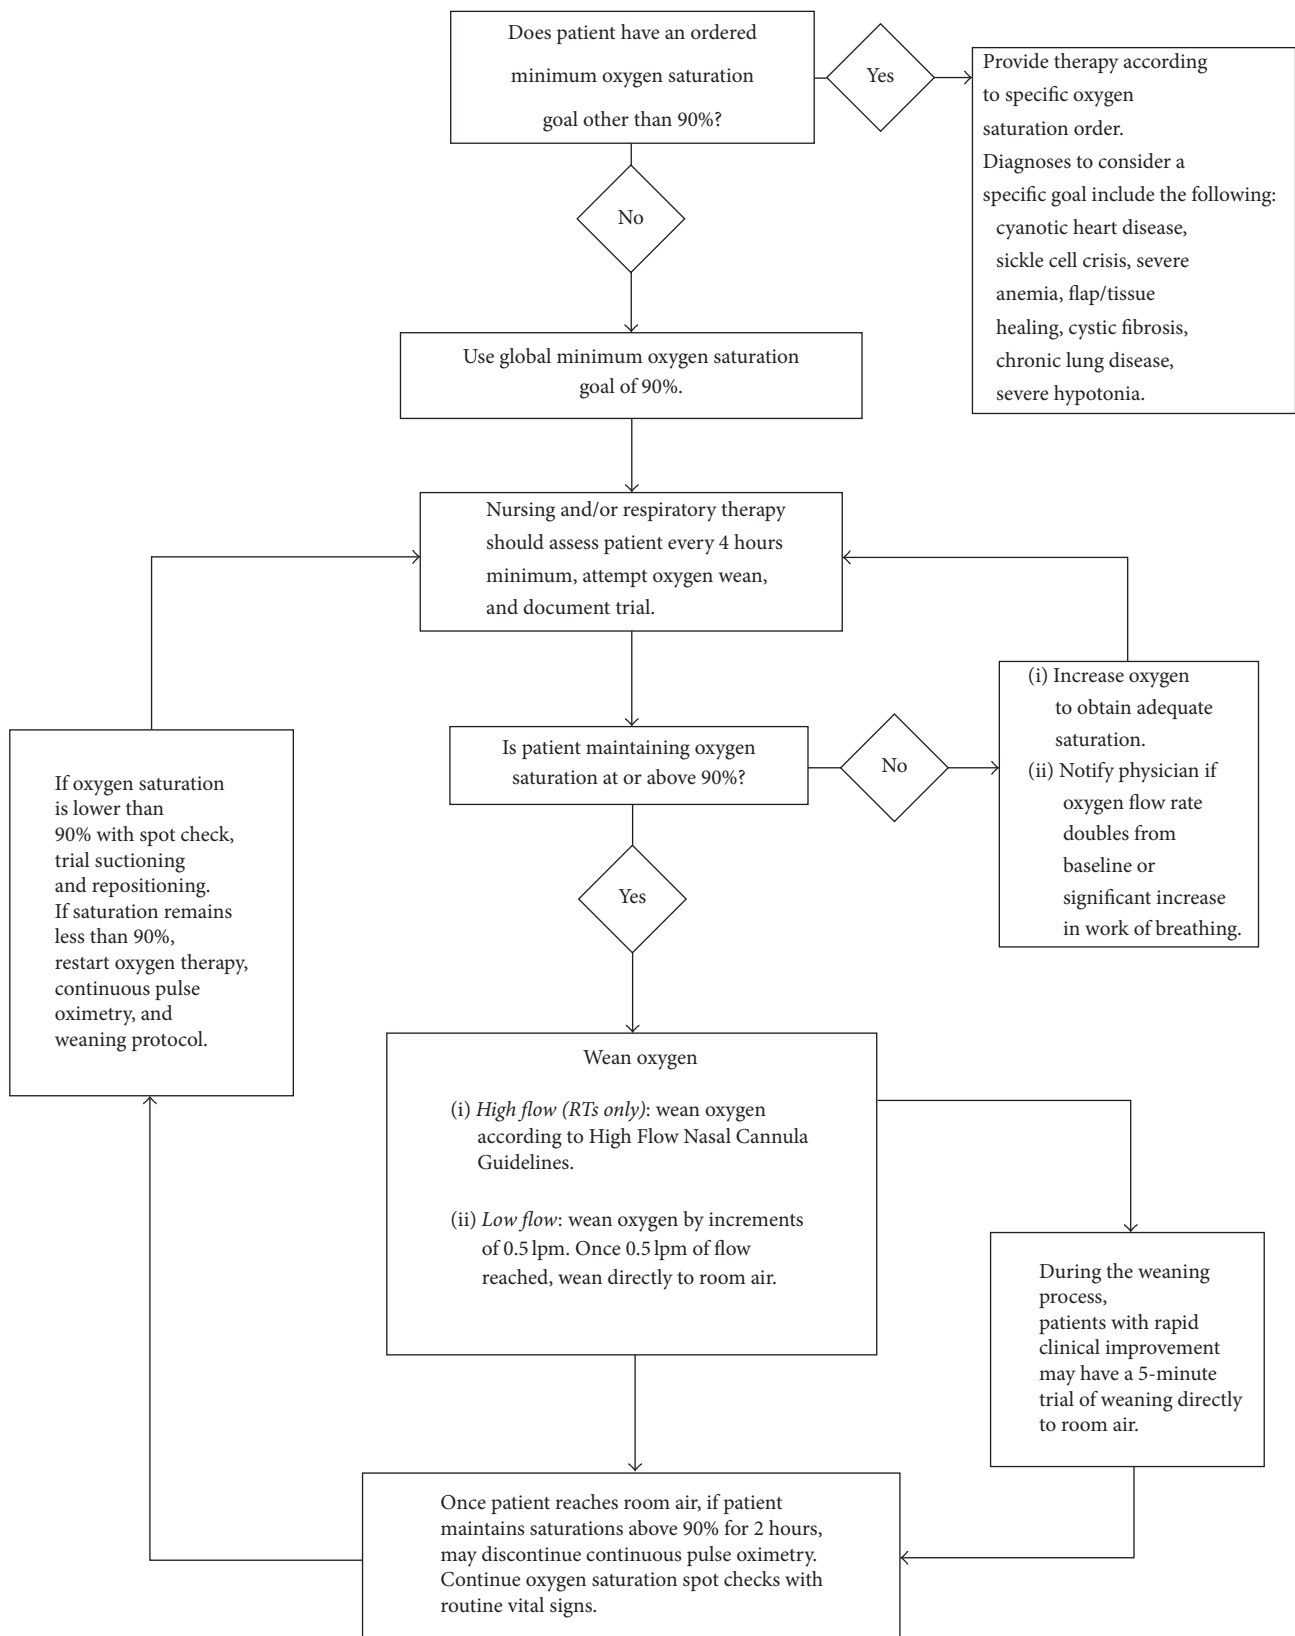 Does patient have an ordered
minimum oxygen saturation
goal other than 90%?
Yes
Provide therapy according
to specific oxygen
saturation order.
Diagnoses to consider a
specific goal include the following:
cyanotic heart disease,
sickle cell crisis, severe
anemia, flap/tissue
healing, cystic fibrosis,
chronic lung disease,
severe hypotonia.
No
Use global minimum oxygen saturation
goal of 90%.
Nursing and/or respiratory therapy
should assess patient every 4 hours
minimum, attempt oxygen wean,
and document trial.
Is patient maintaining oxygen
saturation at or above 90%?
No
(i) Increase oxygen
to obtain adequate
saturation.
(ii) Notify physician if
oxygen flow rate
doubles from
baseline or
significant increase
in work of breathing.
Yes
Wean oxygen
(i) High flow (RTs only): wean oxygen
according to High Flow Nasal Cannula
Guidelines.
(ii) Low flow: wean oxygen by increments
of 0.5 lpm. Once 0.5 lpm of flow
reached, wean directly to room air.
During the weaning
process,
patients with rapid
clinical improvement
may have a 5-minute
trial of weaning directly
to room air.
Once patient reaches room air, if patient
maintains saturations above 90% for 2 hours,
may discontinue continuous pulse oximetry.
Continue oxygen saturation spot checks with
routine vital signs.
If oxygen saturation
is lower than
90% with spot check,
trial suctioning
and repositioning.
If saturation remains
less than 90%,
restart oxygen therapy,
continuous pulse
oximetry, and
weaning protocol.